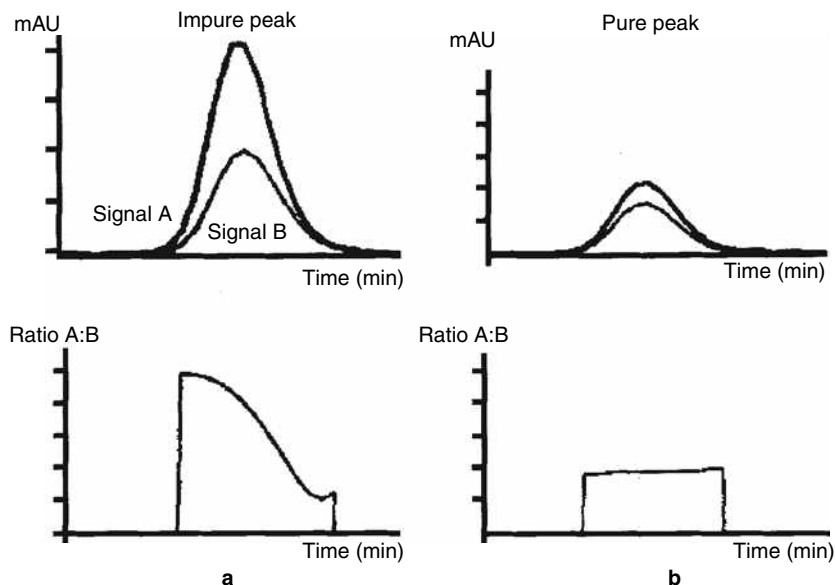 Impure peak
mAU
Signal A
Signal B
Time (min)
Pure peak
mAU
Time (min)
Ratio A:B
Time (min)
a
Ratio A:B
Time (min)
b